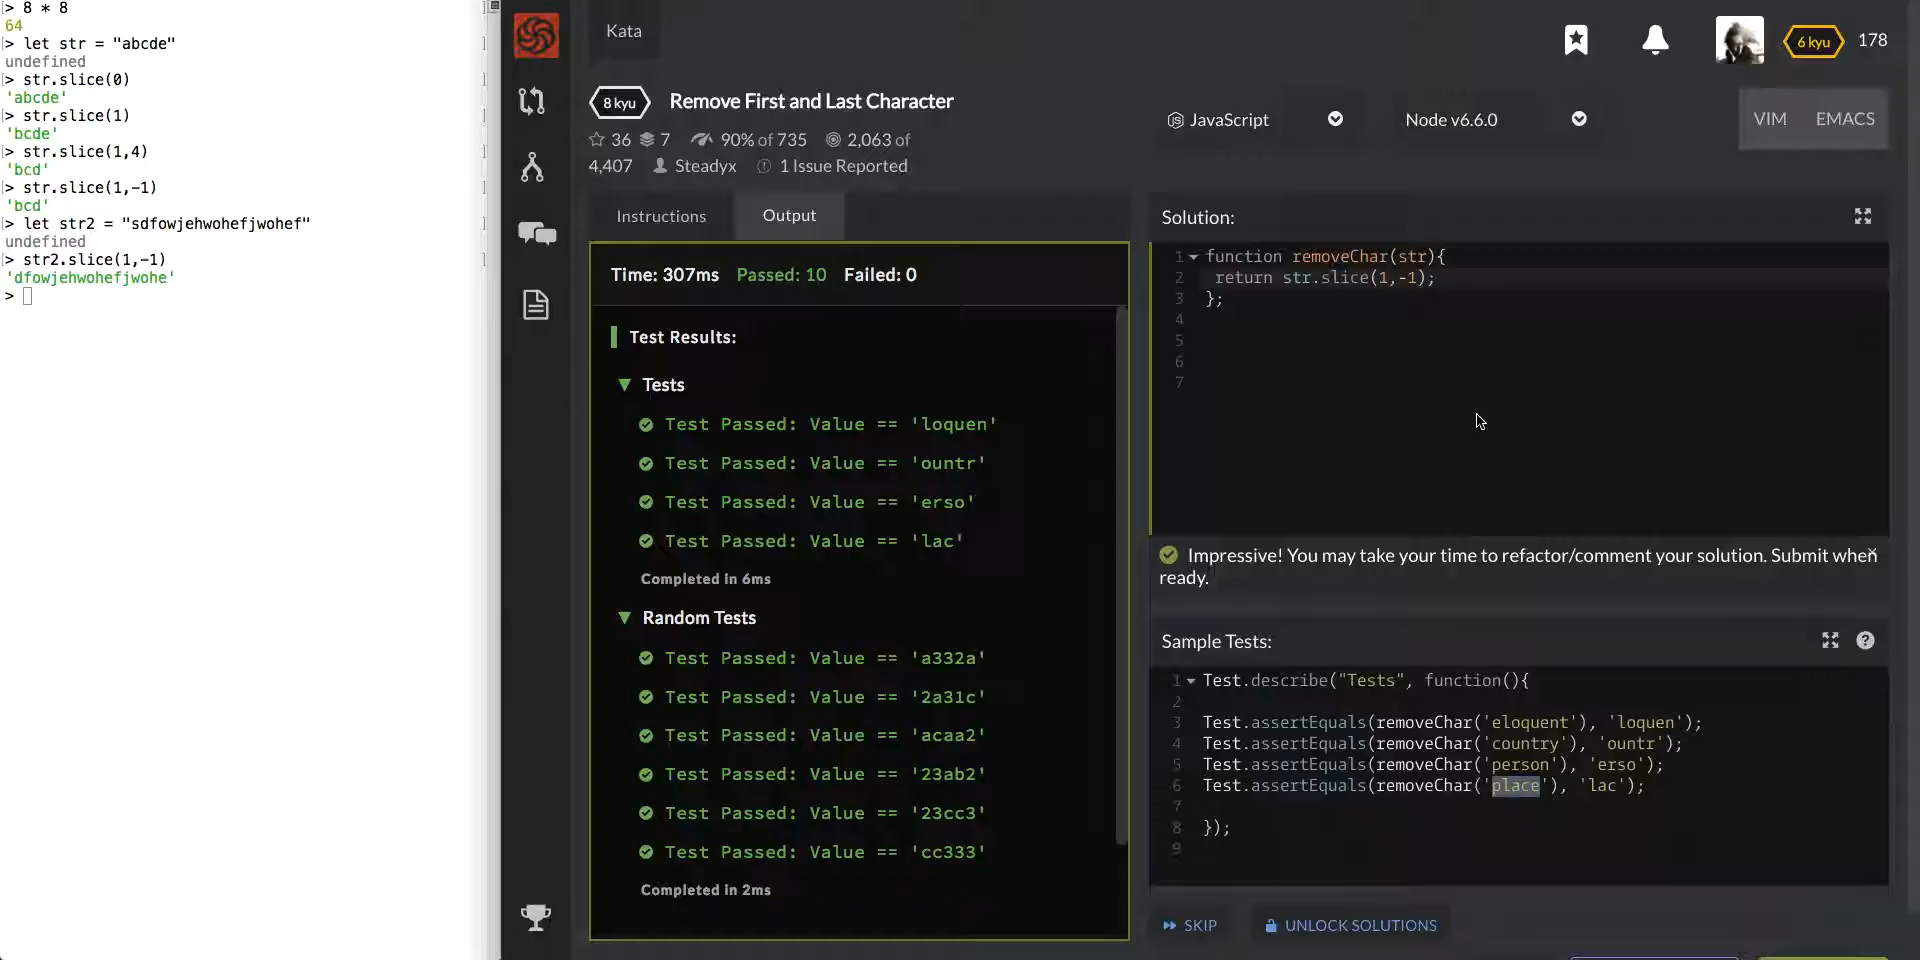 > 8 * 8
64
> let str = "abcde"
undefined
> str.slice(0)
'abcde'
> str.slice(1)
'bcde'
> str.slice(1,4)
'bcd'
> str.slice(1,-1)
'bcd'
> let str2 = "sdfowjehwohefjwohef"
undefined
> str2.slice(1,-1)
'dfowjehwohefjwohe'
>
Kata
6 kyu 178
8 kyu Remove First and Last Character
36 7 90% of 735 2,063 of
4,407 Steadyx 1 Issue Reported
JavaScript Node v6.6.0 VIM EMACS
Instructions Output
Time: 307ms Passed: 10 Failed: 0
Test Results:
Tests
Test Passed: Value == 'loquen'
Test Passed: Value == 'ountr'
Test Passed: Value == 'erso'
Test Passed: Value == 'lac'
Completed in 6ms
Random Tests
Test Passed: Value == 'a332a'
Test Passed: Value == '2a31c'
Test Passed: Value == 'acaa2'
Test Passed: Value == '23ab2'
Test Passed: Value == '23cc3'
Test Passed: Value == 'cc333'
Completed in 2ms
Solution:
1 function removeChar(str){
2 return str.slice(1,-1);
3 };
4
5
6
7
Impressive! You may take your time to refactor/comment your solution. Submit when
ready.
Sample Tests:
1 Test.describe("Tests", function(){
2
3 Test.assertEquals(removeChar('eloquent'), 'loquen');
4 Test.assertEquals(removeChar('country'), 'ountr');
5 Test.assertEquals(removeChar('person'), 'erso');
6 Test.assertEquals(removeChar('place'), 'lac');
7
8 });
9
SKIP UNLOCK SOLUTIONS